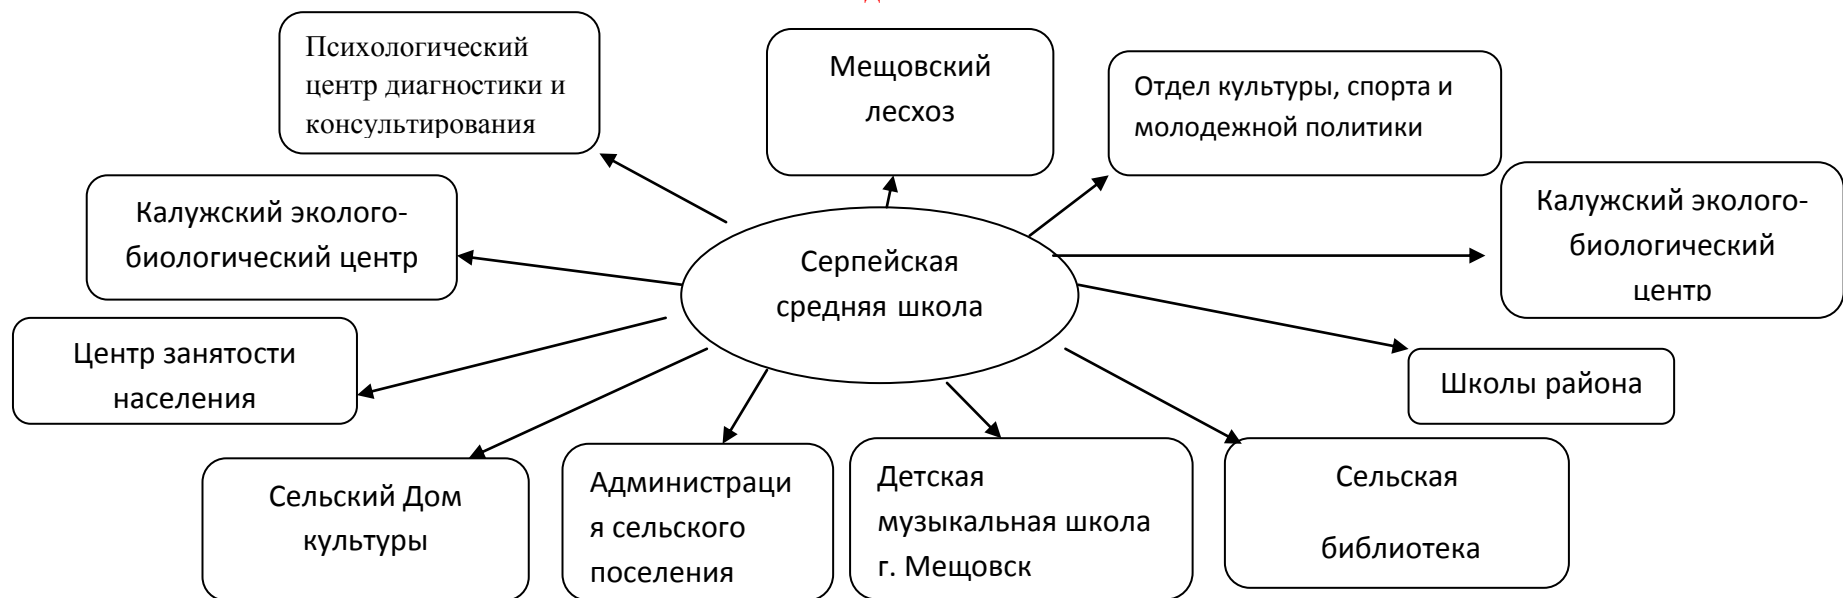 Психологический
центр диагностики и
консультирования
Мещовский
лесхоз
Отдел культуры, спорта и
молодежной политики
Калужский эколого-
биологический центр
Калужский эколого-
биологический
центр
Серпейская
средняя школа
Центр занятости
населения
Школы района
Сельский Дом
культуры
Администраци
я сельского
поселения
Детская
музыкальная школа
г. Мещовск
Сельская
библиотека